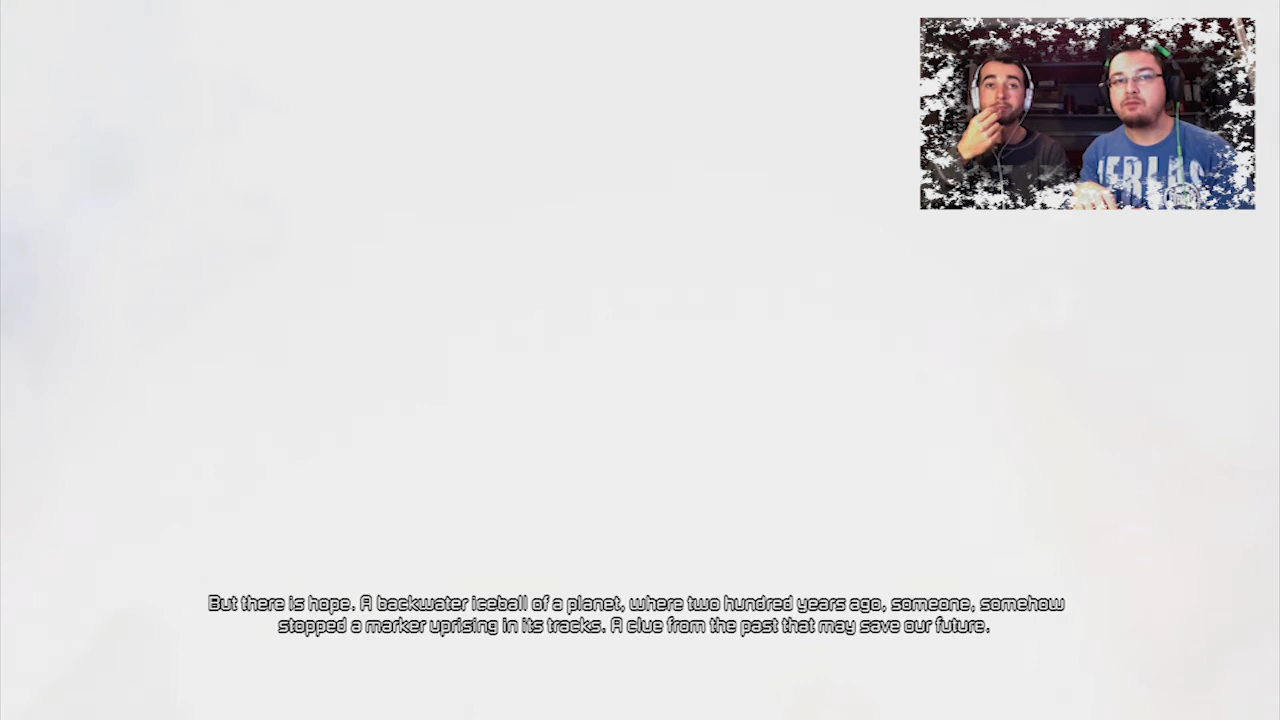 But there is hope. A backwater iceball of a planet, where two hundred years ago, someone, somehow
stopped a marker uprising in its tracks. A clue from the past that may save our future.